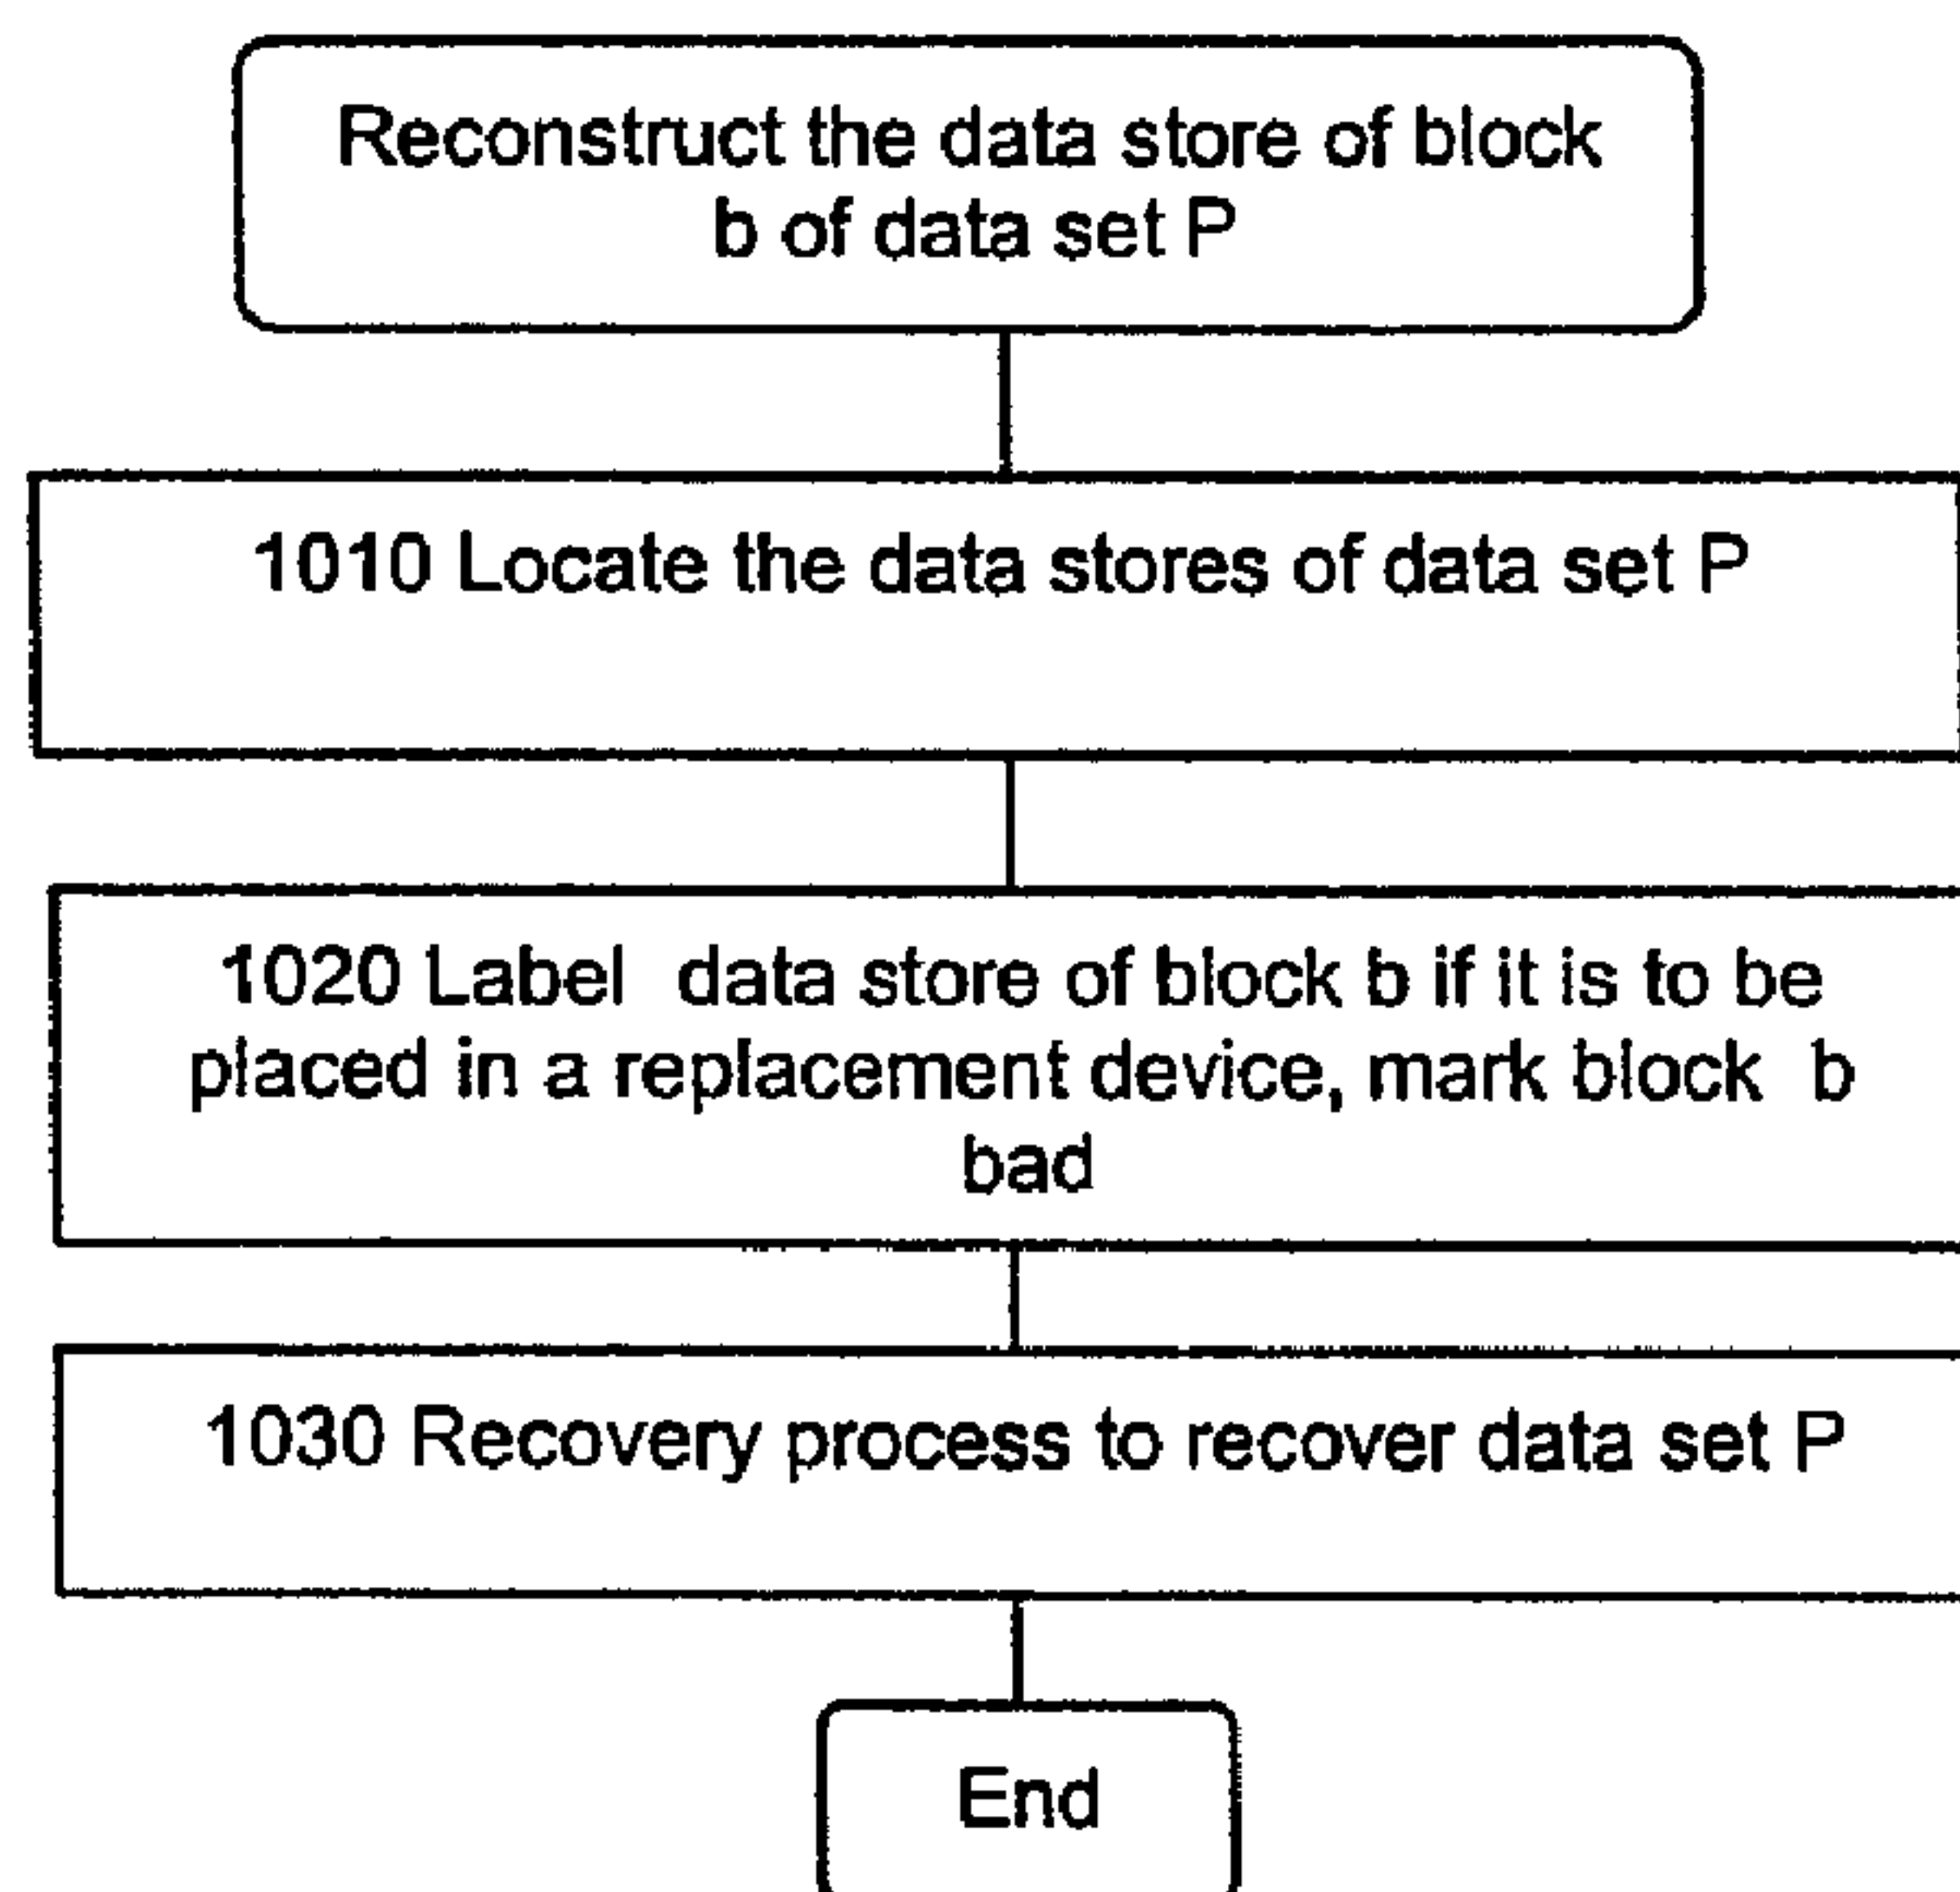 Reconstruct the data store of block
b of data set P
1010 Locate the data stores of data set P
1020 Label data store of block b if it is to be
placed in a replacement device, mark block b
bad
1030 Recovery process to recover data set P
End